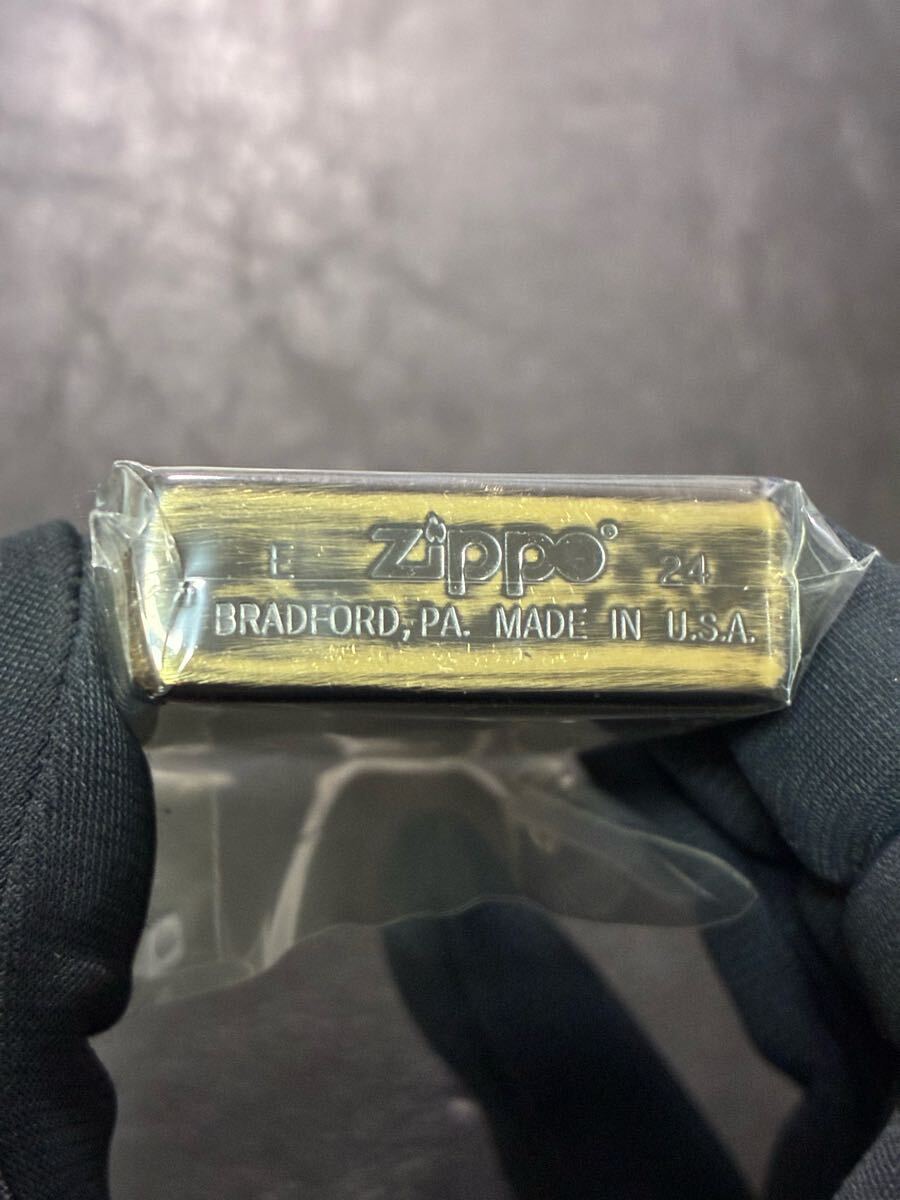 E Zippo® 24
BRADFORD, PA. MADE IN U.S.A.